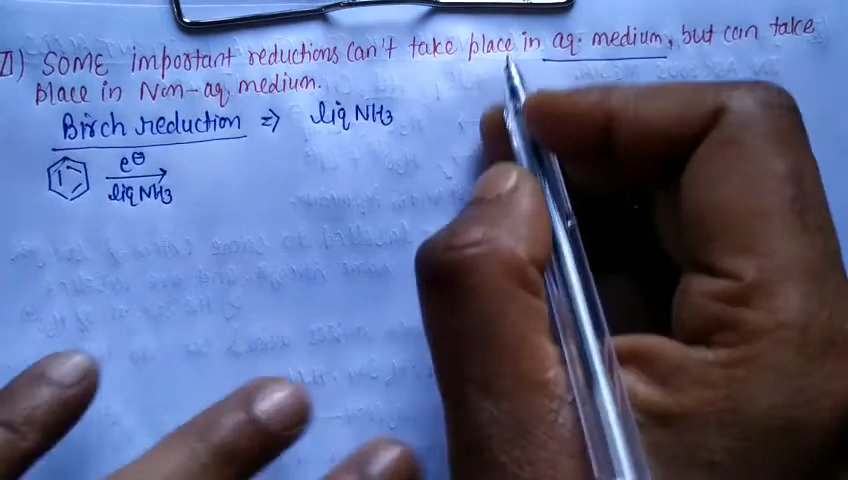 II) SOME important reductions can't take place in aq. medium, but can take
place in Non-aq. medium.
Birch reduction => liq NH3
e⊖
liq NH3